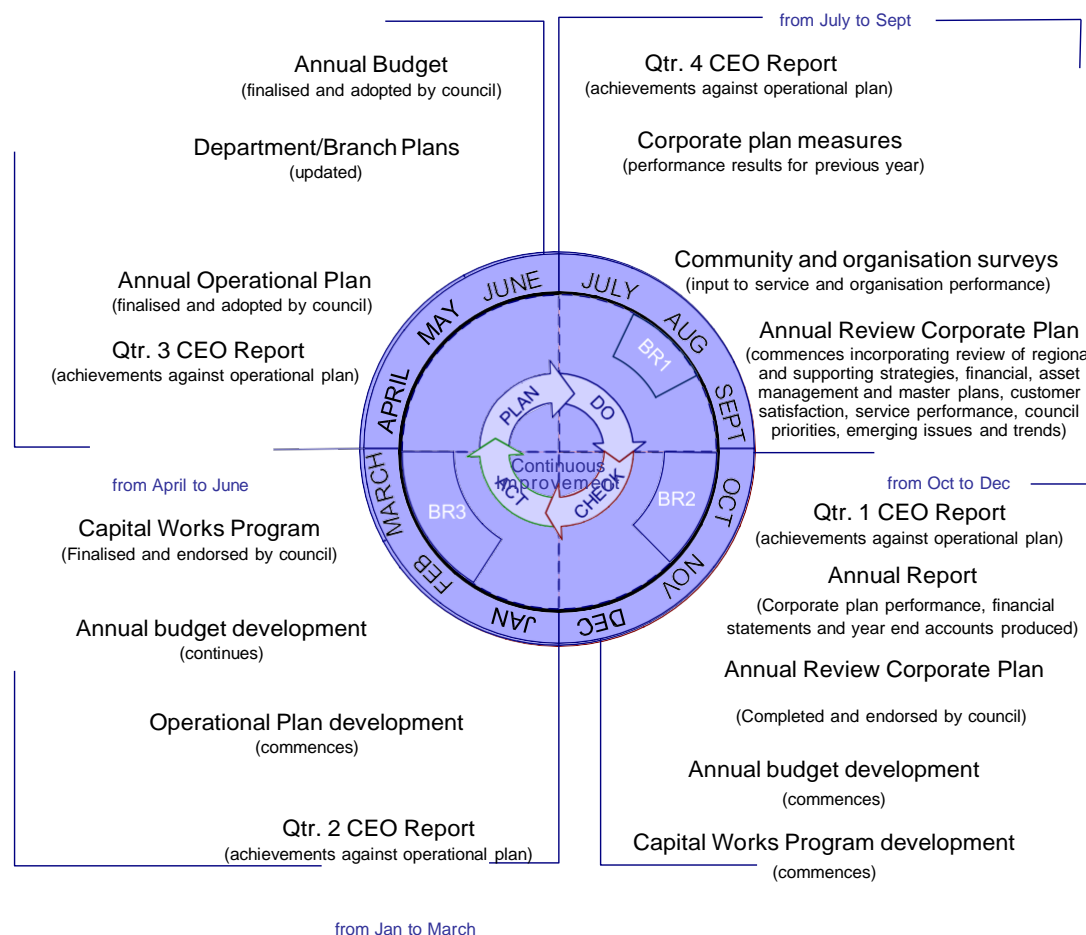 from July to Sept
Annual Budget
(finalised and adopted by council)
Department/Branch Plans
(updated)
Annual Operational Plan
(finalised and adopted by council)
Qtr. 3 CEO Report
(achievements against operational plan)
from April to June
Qtr. 4 CEO Report
(achievements against operational plan)
Corporate plan measures
(performance results for previous year)
Community and organisation surveys
(input to service and organisation performance)
Annual Review Corporate Plan
(commences incorporating review of regional
and supporting strategies, financial, asset
management and master plans, customer
satisfaction, service performance, council
priorities, emerging issues and trends)
JULY
AUG
SEPT
OCT
NOV
DEC
JAN
FEB
MARCH
APRIL
MAY
JUNE
BR1
BR2
BR3
PLAN
DO
CHECK
ACT
Continuous
Improvement
from Oct to Dec
Qtr. 1 CEO Report
(achievements against operational plan)
Annual Report
(Corporate plan performance, financial
statements and year end accounts produced)
Annual Review Corporate Plan
(Completed and endorsed by council)
Annual budget development
(commences)
Capital Works Program development
(commences)
Capital Works Program
(Finalised and endorsed by council)
Annual budget development
(continues)
Operational Plan development
(commences)
Qtr. 2 CEO Report
(achievements against operational plan)
from Jan to March